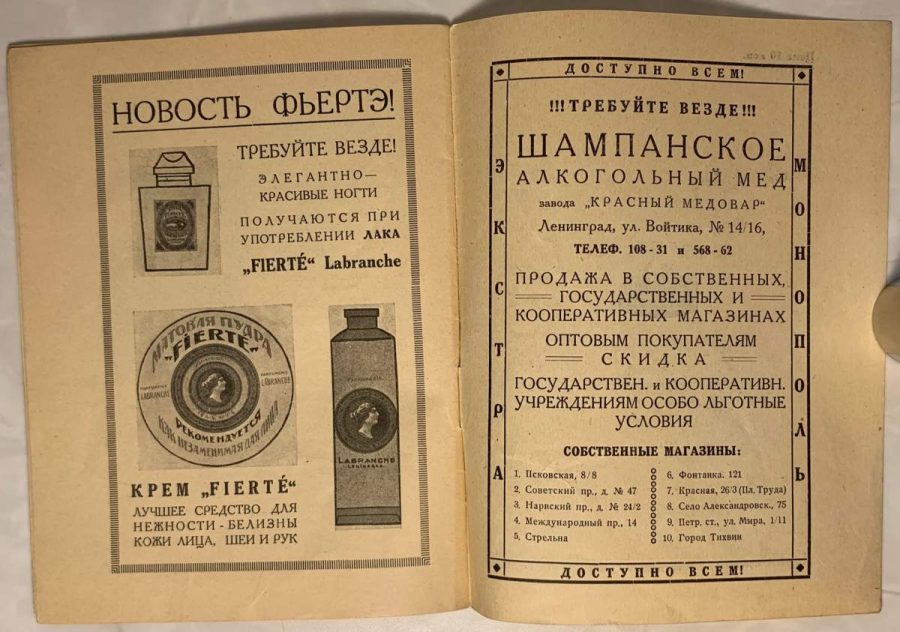 НОВОСТЬ ФЬЕРТЭ!
ТРЕБУЙТЕ ВЕЗДЕ!
ЭЛЕГАНТНО—
КРАСИВЫЕ НОГТИ
ПОЛУЧАЮТСЯ ПРИ
УПОТРЕБЛЕНИИ ЛАКА
„FIERTÉ“ Labranche
МАТОВАЯ ПУДРА
"FIERTÉ"
LABRANCHE
LABRANCHE
РЕКОМЕНДУЕТСЯ
КАК НЕЗАМЕНИМАЯ ДЛЯ ЛИЦА
LABRANCHE
КРЕМ „FIERTÉ“
ЛУЧШЕЕ СРЕДСТВО ДЛЯ
НЕЖНОСТИ - БЕЛИЗНЫ
КОЖИ ЛИЦА, ШЕИ И РУК
ДОСТУПНО ВСЕМ!
ЭКСТРА
!!!ТРЕБУЙТЕ ВЕЗДЕ!!!
ШАМПАНСКОЕ
АЛКОГОЛЬНЫЙ МЕД
завода „КРАСНЫЙ МЕДОВАР“
Ленинград, ул. Войтика, № 14/16,
ТЕЛЕФ. 108-31 и 568-62
ПРОДАЖА В СОБСТВЕННЫХ,
ГОСУДАРСТВЕННЫХ И
КООПЕРАТИВНЫХ МАГАЗИНАХ
ОПТОВЫМ ПОКУПАТЕЛЯМ
СКИДКА
ГОСУДАРСТВЕН. и КООПЕРАТИВН.
УЧРЕЖДЕНИЯМ ОСОБО ЛЬГОТНЫЕ
УСЛОВИЯ
СОБСТВЕННЫЕ МАГАЗИНЫ:
1. Псковская, 8/8
2. Советский пр., д. № 47
3. Нарвский пр., д. № 24/2
4. Международный пр., 14
5. Стрельна
6. Фонтанка. 121
7. Красная, 26/3 (Пл. Труда)
8. Село Александровск., 75
9. Петр. ст., ул. Мира, 1/11
10. Город Тихвин
МОНОПОЛЬ
ДОСТУПНО ВСЕМ!